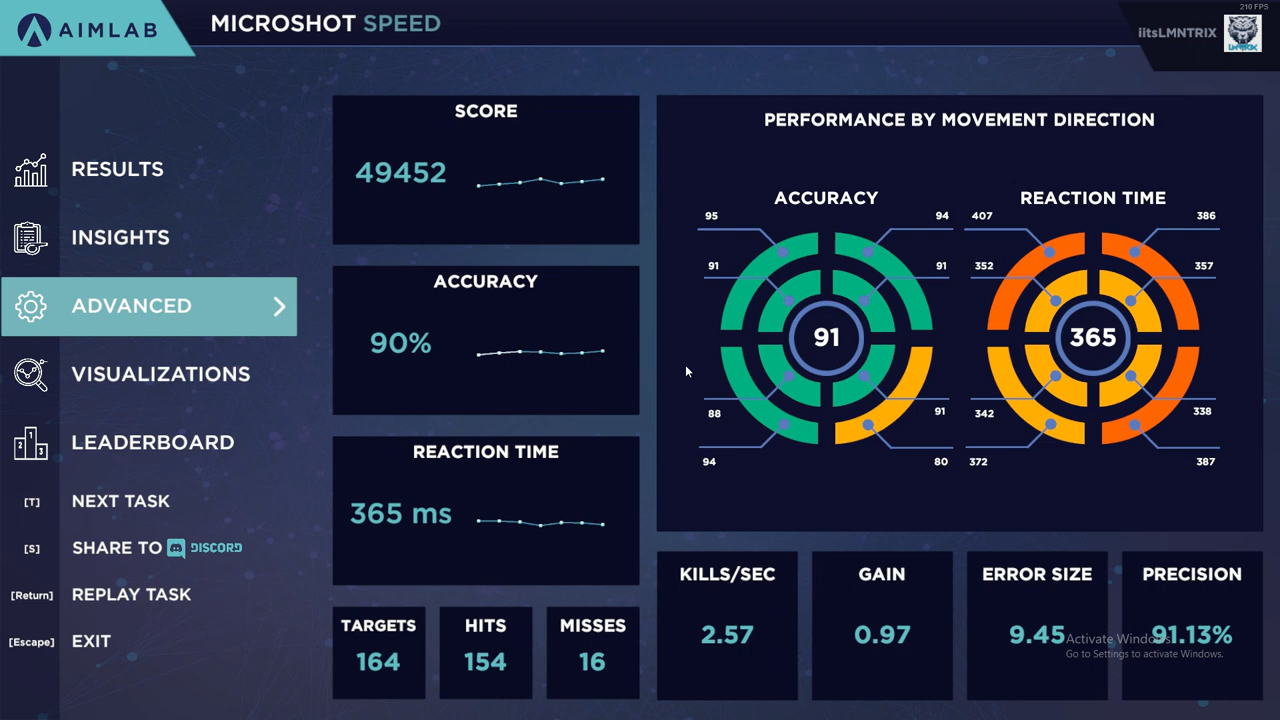 210 FPS
AIMLAB
MICROSHOT SPEED
iitsLMNTRIX
LMNTRIX
RESULTS
INSIGHTS
ADVANCED
VISUALIZATIONS
1
2
3
LEADERBOARD
[T] NEXT TASK
[S] SHARE TO DISCORD
[Return] REPLAY TASK
[Escape] EXIT
SCORE
49452
ACCURACY
90%
REACTION TIME
365 ms
TARGETS
164
HITS
154
MISSES
16
PERFORMANCE BY MOVEMENT DIRECTION
ACCURACY
95
94
91
91
91
88
91
94
80
REACTION TIME
407
386
352
357
365
342
338
372
387
KILLS/SEC
2.57
GAIN
0.97
ERROR SIZE
9.45
PRECISION
91.13%
Activate Windows
Go to Settings to activate Windows.